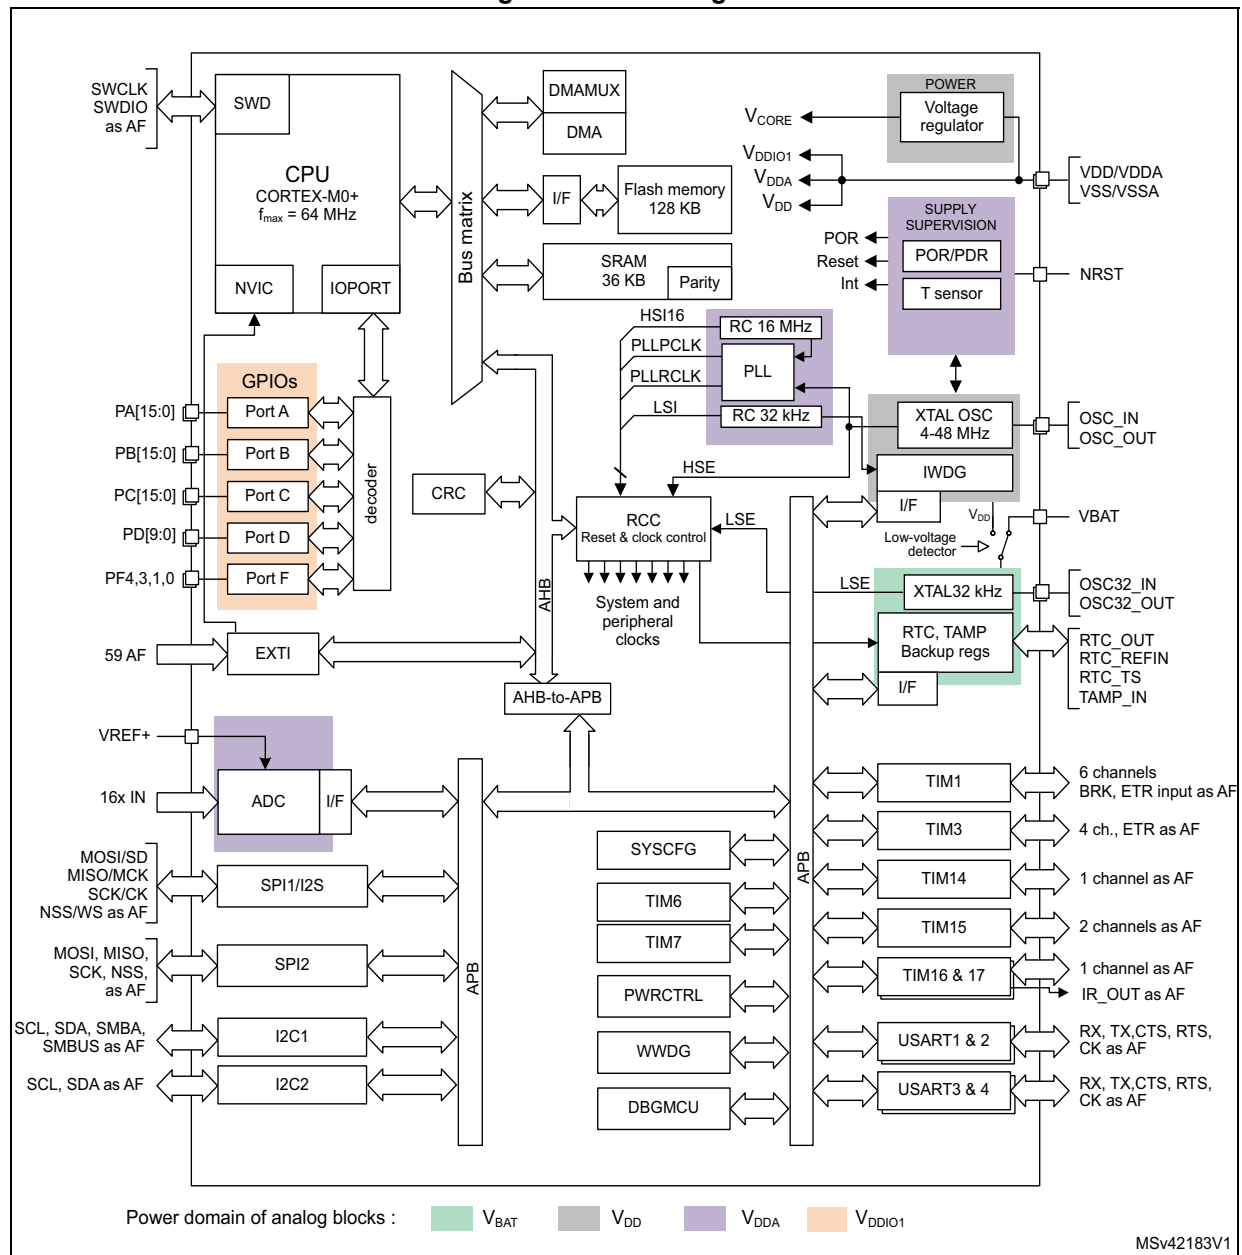 SWCLK
SWDIO
as AF
SWD
CPU
CORTEX-M0+
fmax = 64 MHz
NVIC
IOPORT
Bus matrix
DMAMUX
DMA
I/F
Flash memory
128 KB
SRAM
36 KB
Parity
POWER
Voltage
regulator
VCORE
VDDIO1
VDDA
VDD
VDD/VDDA
VSS/VSSA
SUPPLY
SUPERVISION
POR
Reset
Int
POR/PDR
T sensor
NRST
HSI16
PLLPCLK
PLLRCLK
LSI
RC 16 MHz
PLL
RC 32 kHz
XTAL OSC
4-48 MHz
OSC_IN
OSC_OUT
IWDG
I/F
HSE
GPIOs
PA[15:0]
Port A
PB[15:0]
Port B
PC[15:0]
Port C
PD[9:0]
Port D
PF4,3,1,0
Port F
decoder
CRC
RCC
Reset & clock control
LSE
System and
peripheral
clocks
VDD
VBAT
Low-voltage
detector
LSE
XTAL32 kHz
OSC32_IN
OSC32_OUT
RTC, TAMP
Backup regs
I/F
RTC_OUT
RTC_REFIN
RTC_TS
TAMP_IN
AHB
59 AF
EXTI
AHB-to-APB
VREF+
16x IN
ADC
I/F
MOSI/SD
MISO/MCK
SCK/CK
NSS/WS as AF
SPI1/I2S
MOSI, MISO,
SCK, NSS,
as AF
SPI2
SCL, SDA, SMBA,
SMBUS as AF
I2C1
SCL, SDA as AF
I2C2
APB
SYSCFG
TIM6
TIM7
PWRCTRL
WWDG
DBGMCU
APB
TIM1
6 channels
BRK, ETR input as AF
TIM3
4 ch., ETR as AF
TIM14
1 channel as AF
TIM15
2 channels as AF
TIM16 & 17
1 channel as AF
IR_OUT as AF
USART1 & 2
RX, TX,CTS, RTS,
CK as AF
USART3 & 4
RX, TX,CTS, RTS,
CK as AF
Power domain of analog blocks :
VBAT
VDD
VDDA
VDDIO1
MSv42183V1